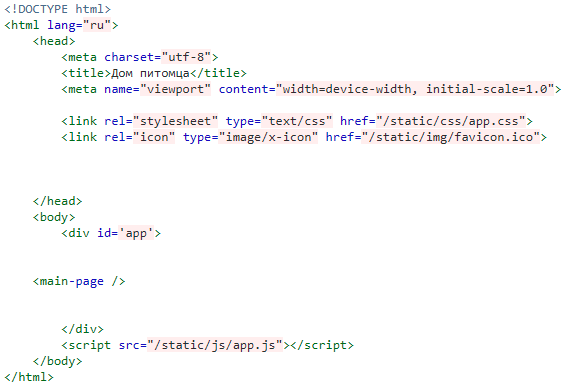 <!DOCTYPE html>
<html lang="ru">
<head>
<meta charset="utf-8">
<title>Дом питомца</title>
<meta name="viewport" content="width=device-width, initial-scale=1.0">
<link rel="stylesheet" type="text/css" href="/static/css/app.css">
<link rel="icon" type="image/x-icon" href="/static/img/favicon.ico">
</head>
<body>
<div id='app'>
<main-page />
</div>
<script src="/static/js/app.js"></script>
</body>
</html>